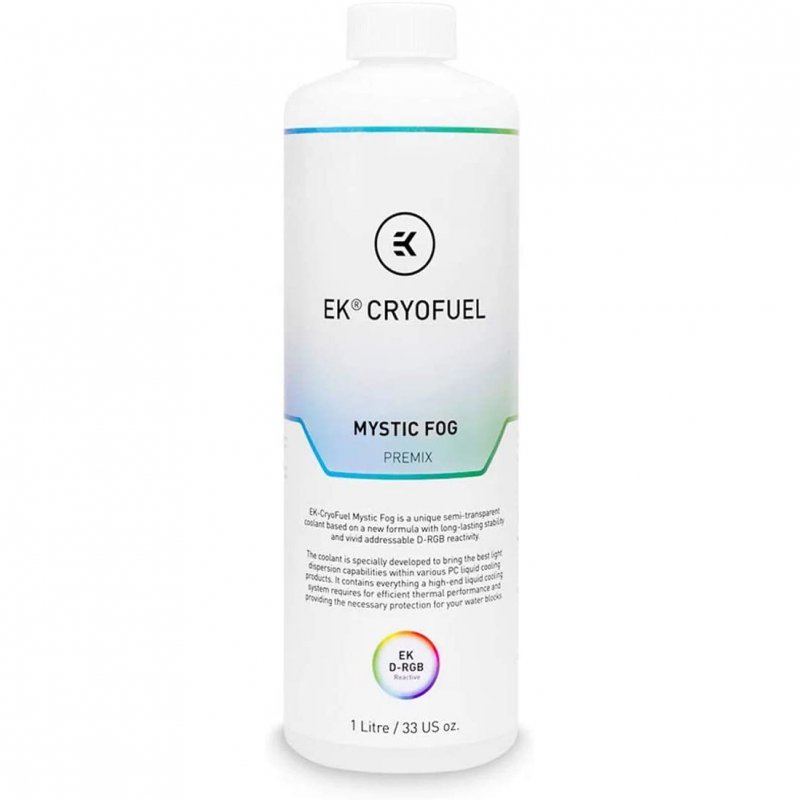 EK® CRYOFUEL
MYSTIC FOG
PREMIX
EK-CryoFuel Mystic Fog is a unique semi-transparent
coolant based on a new formula with long-lasting stability
and vivid addressable D-RGB reactivity.
The coolant is specially developed to bring the best light
dispersion capabilities within various PC liquid cooling
products. It contains everything a high-end liquid cooling
system requires for efficient thermal performance and
providing the necessary protection for your water blocks.
EK
D-RGB
Reactive
1 Litre / 33 US oz.